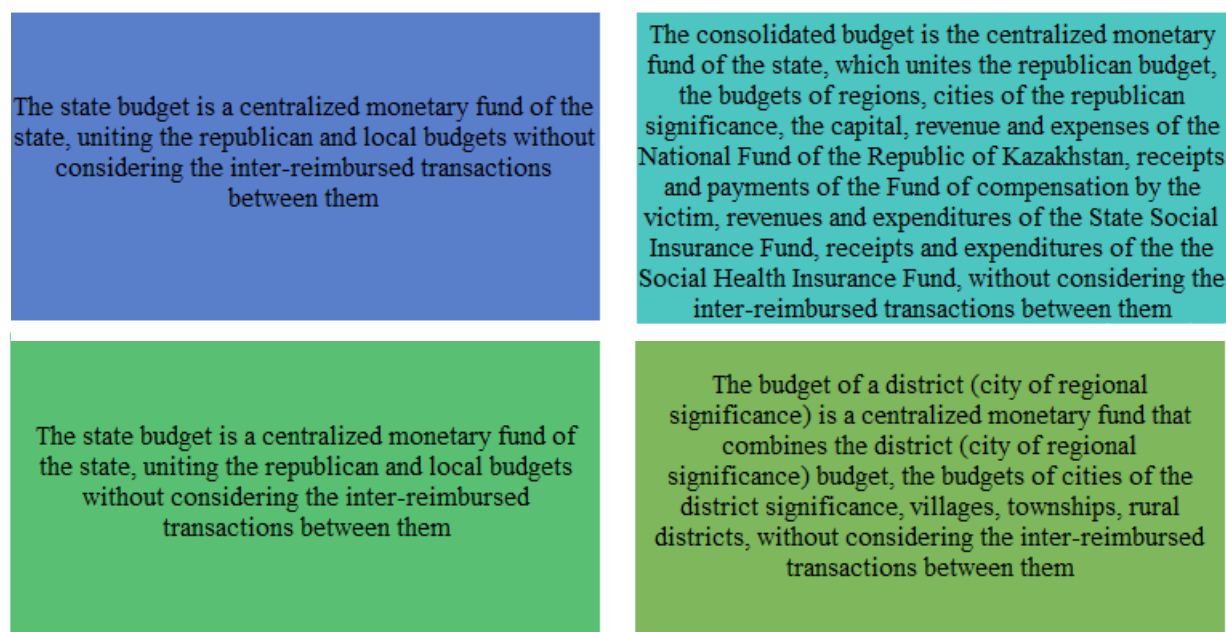 The state budget is a centralized monetary fund of the
state, uniting the republican and local budgets without
considering the inter-reimbursed transactions
between them
The consolidated budget is the centralized monetary
fund of the state, which unites the republican budget,
the budgets of regions, cities of the republican
significance, the capital, revenue and expenses of the
National Fund of the Republic of Kazakhstan, receipts
and payments of the Fund of compensation by the
victim, revenues and expenditures of the State Social
Insurance Fund, receipts and expenditures of the the
Social Health Insurance Fund, without considering the
inter-reimbursed transactions between them
The state budget is a centralized monetary fund of
the state, uniting the republican and local budgets
without considering the inter-reimbursed
transactions between them
The budget of a district (city of regional
significance) is a centralized monetary fund that
combines the district (city of regional
significance) budget, the budgets of cities of the
district significance, villages, townships, rural
districts, without considering the inter-reimbursed
transactions between them